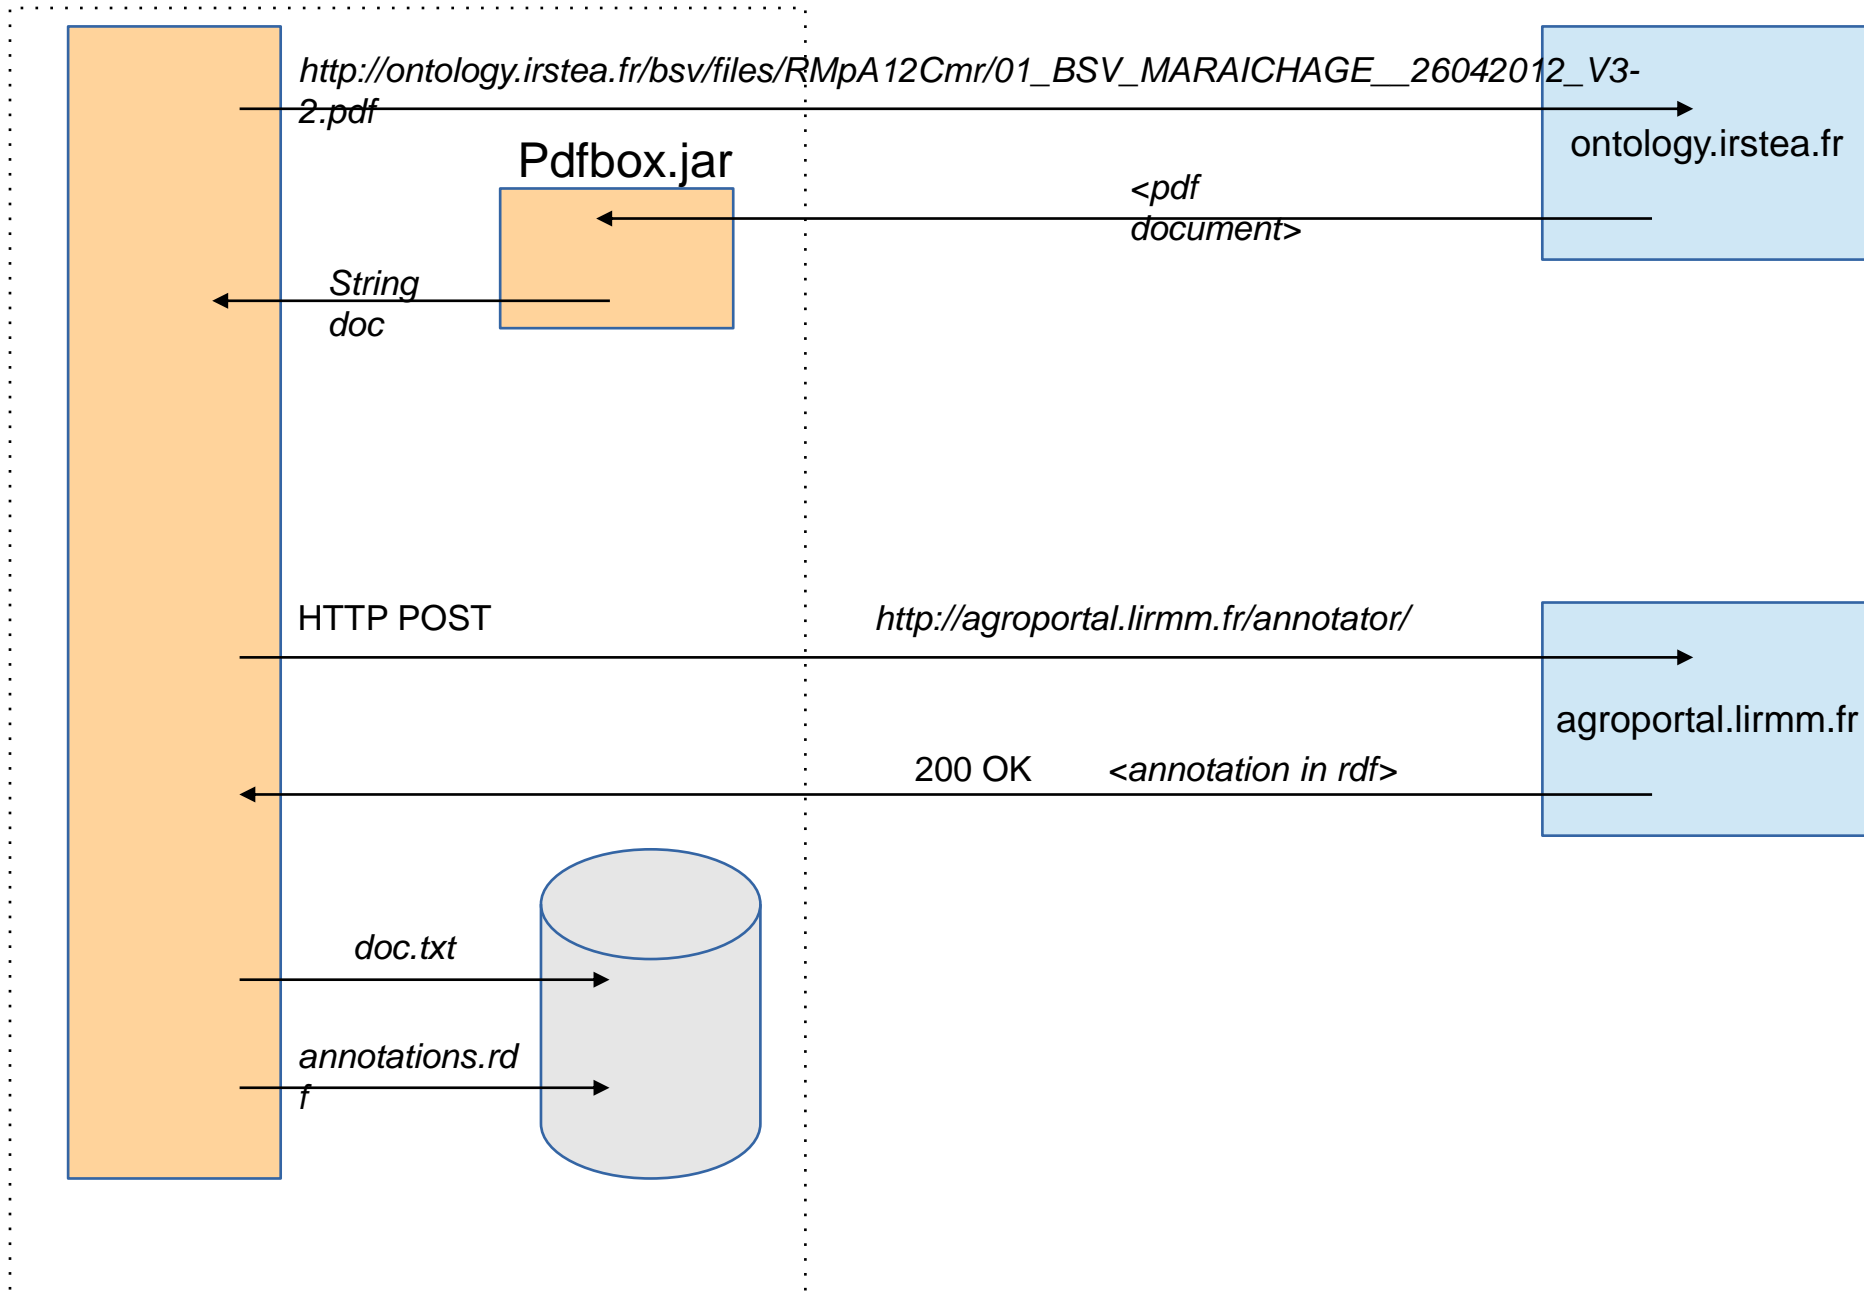 http://ontology.irstea.fr/bsv/files/RMpA12Cmr/01_BSV_MARAICHAGE__26042012_V3-
2.pdf
ontology.irstea.fr
Pdfbox.jar
<pdf
document>
String
doc
HTTP POST http://agroportal.lirmm.fr/annotator/
agroportal.lirmm.fr
200 OK <annotation in rdf>
doc.txt
annotations.rd
f